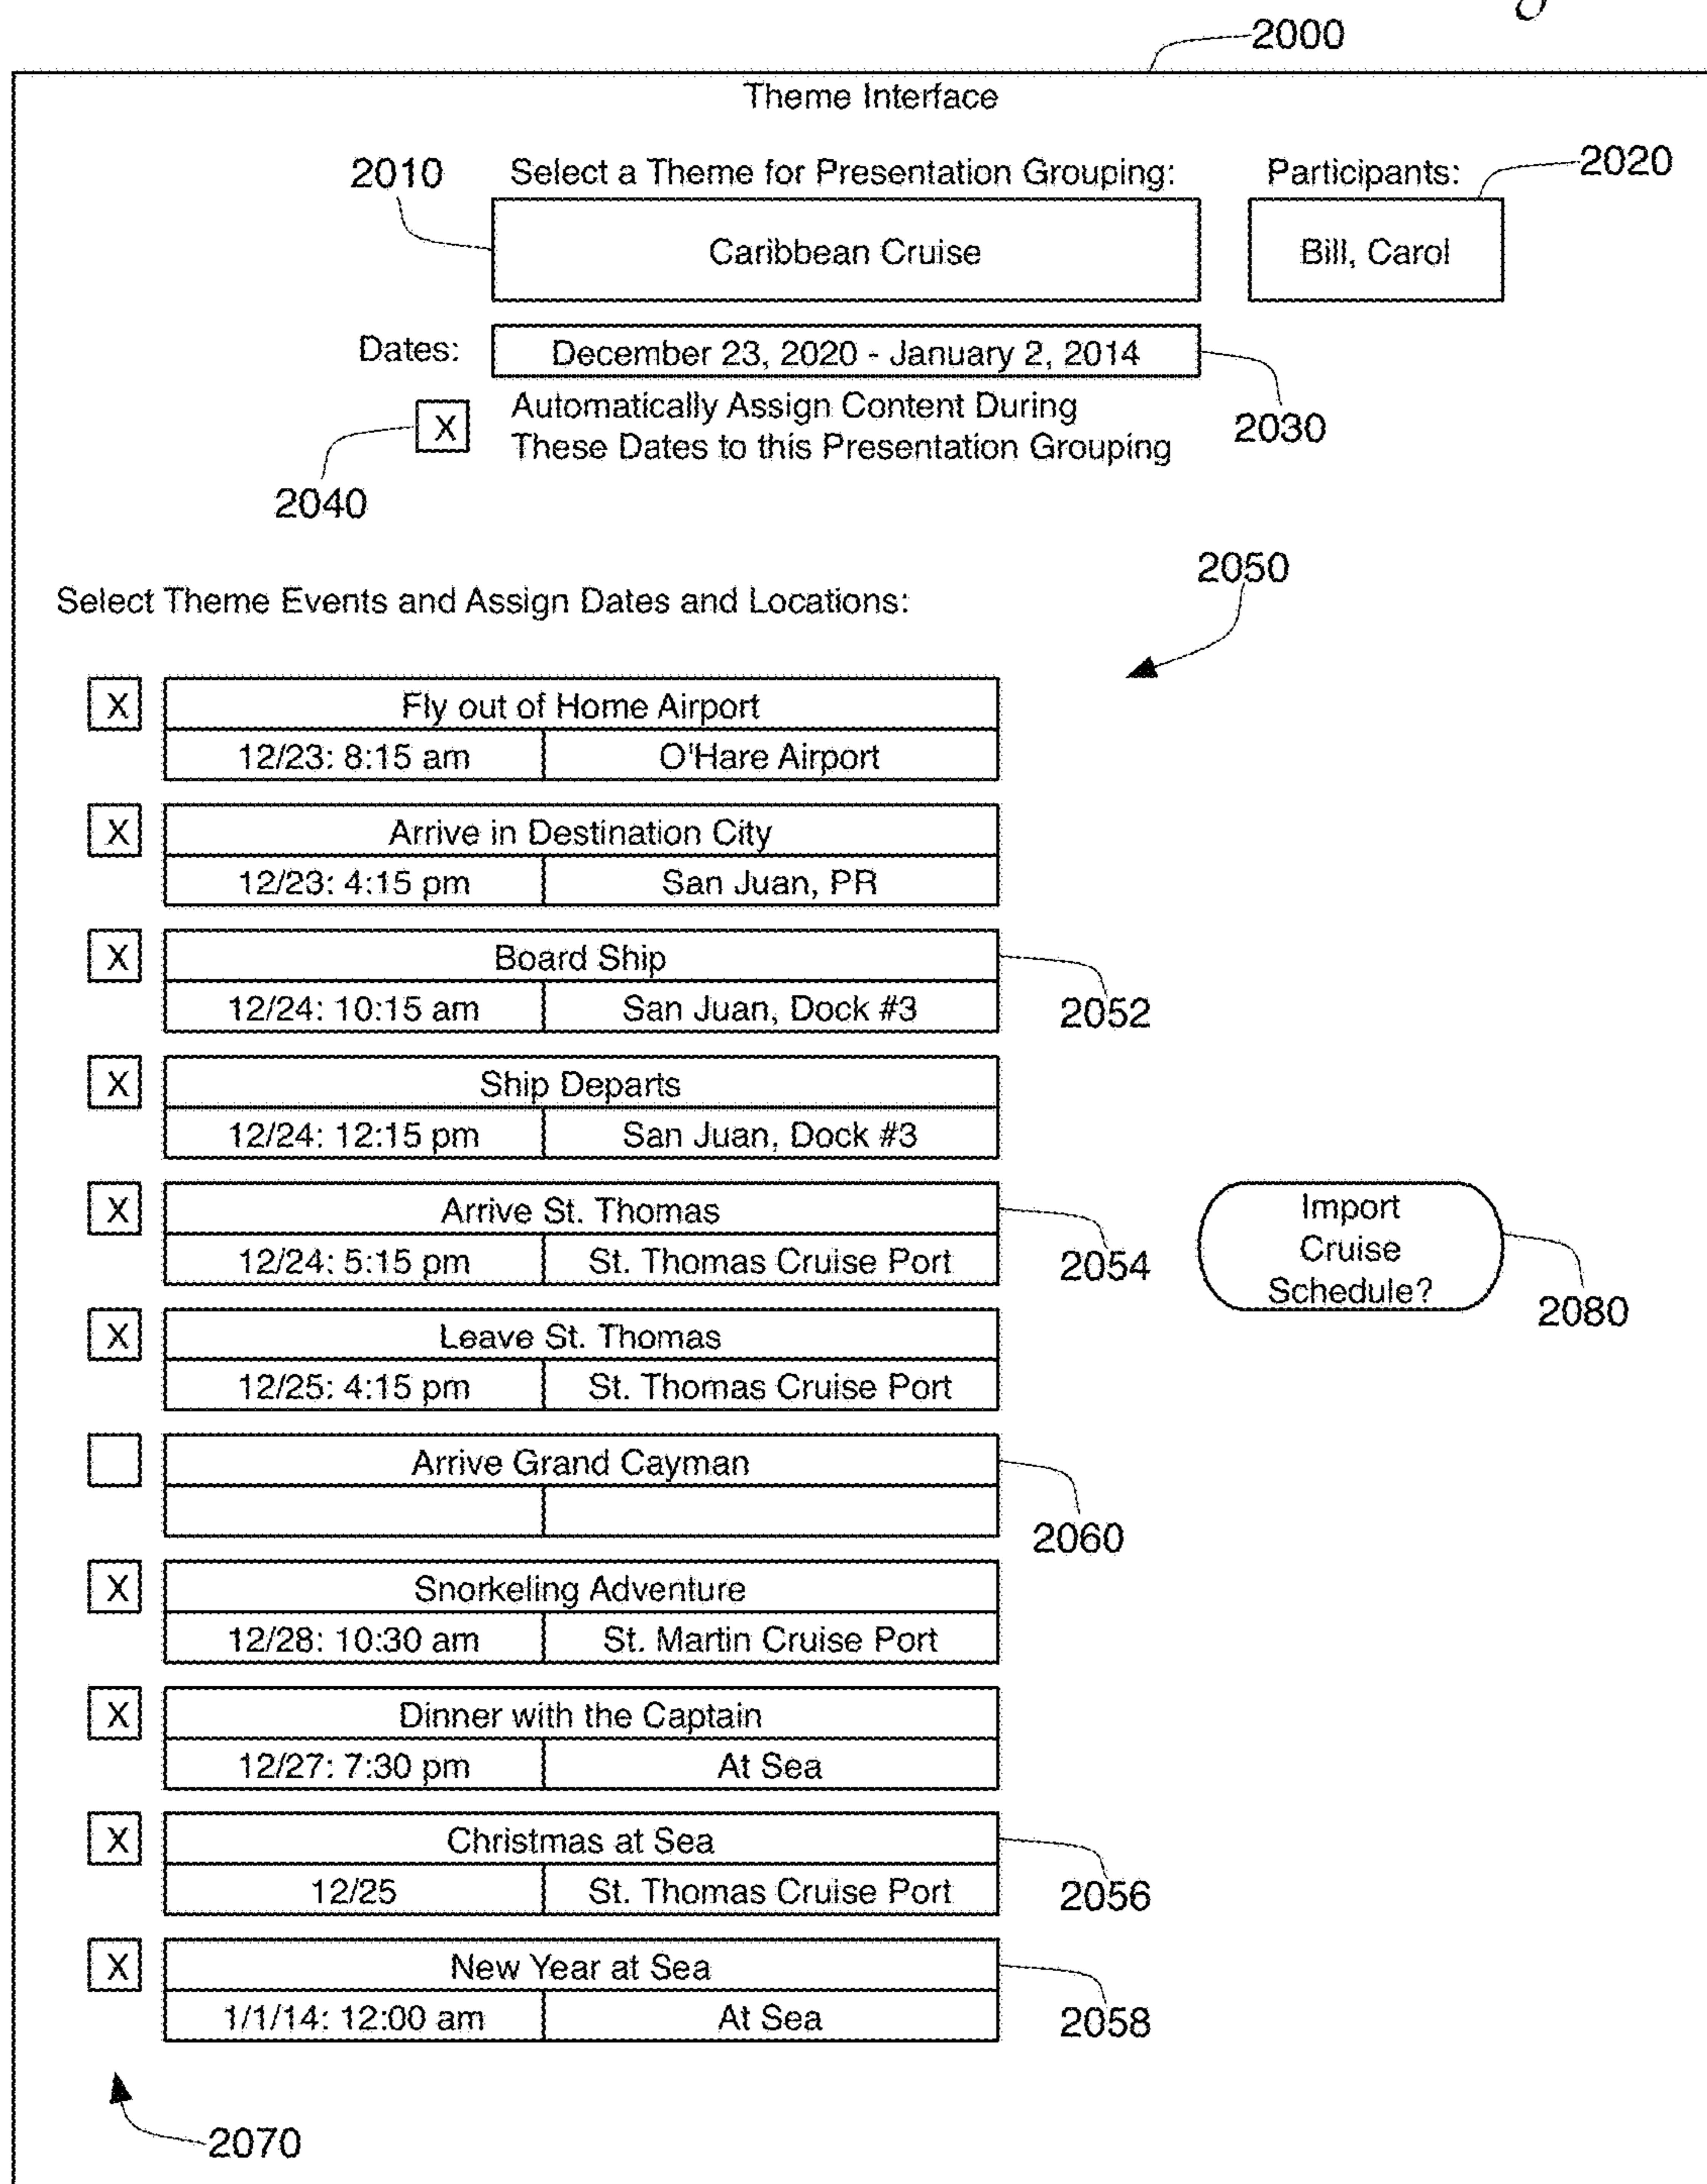 2000
Theme Interface
2010
Select a Theme for Presentation Grouping:
Participants:
2020
Caribbean Cruise
Bill, Carol
Dates:
December 23, 2020 - January 2, 2014
2030
X
Automatically Assign Content During
These Dates to this Presentation Grouping
2040
2050
Select Theme Events and Assign Dates and Locations:
X
Fly out of Home Airport
12/23: 8:15 am
O'Hare Airport
X
Arrive in Destination City
12/23: 4:15 pm
San Juan, PR
X
Board Ship
12/24: 10:15 am
San Juan, Dock #3
2052
X
Ship Departs
12/24: 12:15 pm
San Juan, Dock #3
X
Arrive St. Thomas
12/24: 5:15 pm
St. Thomas Cruise Port
2054
Import
Cruise
Schedule?
2080
X
Leave St. Thomas
12/25: 4:15 pm
St. Thomas Cruise Port
Arrive Grand Cayman
2060
X
Snorkeling Adventure
12/28: 10:30 am
St. Martin Cruise Port
X
Dinner with the Captain
12/27: 7:30 pm
At Sea
X
Christmas at Sea
12/25
St. Thomas Cruise Port
2056
X
New Year at Sea
1/1/14: 12:00 am
At Sea
2058
2070